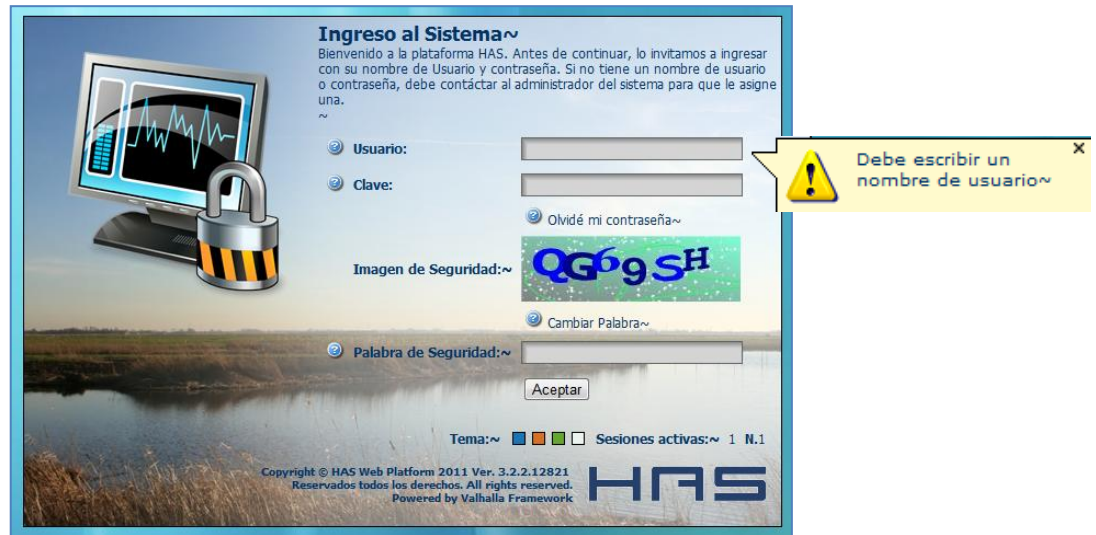 Ingreso al Sistema~
Bienvenido a la plataforma HAS. Antes de continuar, lo invitamos a ingresar
con su nombre de Usuario y contraseña. Si no tiene un nombre de usuario
o contraseña, debe contáctar al administrador del sistema para que le asigne
una.
~
Usuario:
Debe escribir un
nombre de usuario~
Clave:
Olvidé mi contraseña~
Imagen de Seguridad:~ QG69SH
Cambiar Palabra~
Palabra de Seguridad:~
Aceptar
Tema:~ Sesiones activas:~ 1 N.1
Copyright © HAS Web Platform 2011 Ver. 3.2.2.12821
Reservados todos los derechos. All rights reserved.
Powered by Valhalla Framework
HAS